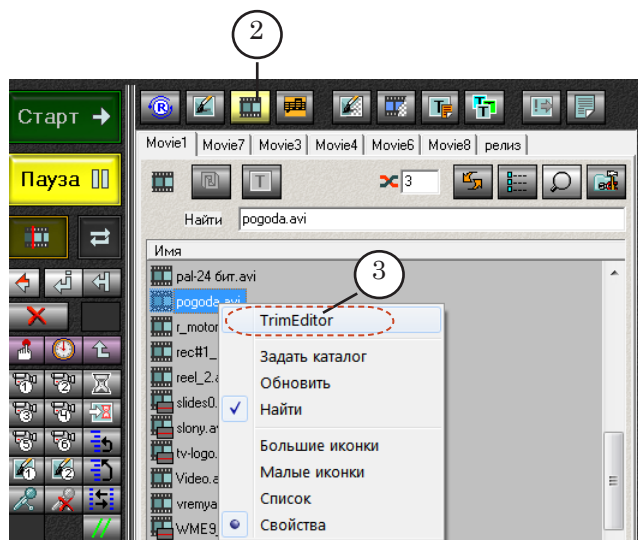 2
Старт
Movie1 Movie7 Movie3 Movie4 Movie6 Movie8 релиз
Пауза
T
3
Найти pogoda.avi
Имя
pal-24 бит.avi
3
pogoda.avi
TrimEditor
r_motor
rec#1_
Задать каталог
reel_2.a
Обновить
slides0.
Найти
slony.a
tv-logo.
Большие иконки
Video.a
Малые иконки
vremya
Список
WME9_
Свойства